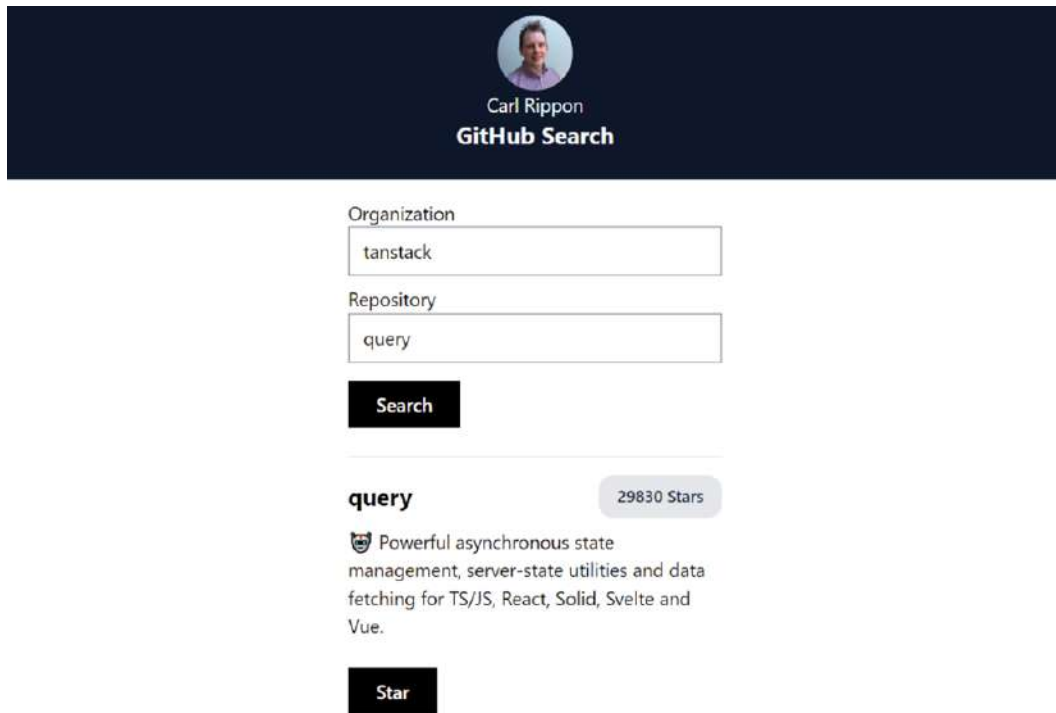 Carl Rippon
GitHub Search
Organization
tanstack
Repository
query
Search
query
29830 Stars
Powerful asynchronous state
management, server-state utilities and data
fetching for TS/JS, React, Solid, Svelte and
Vue.
Star